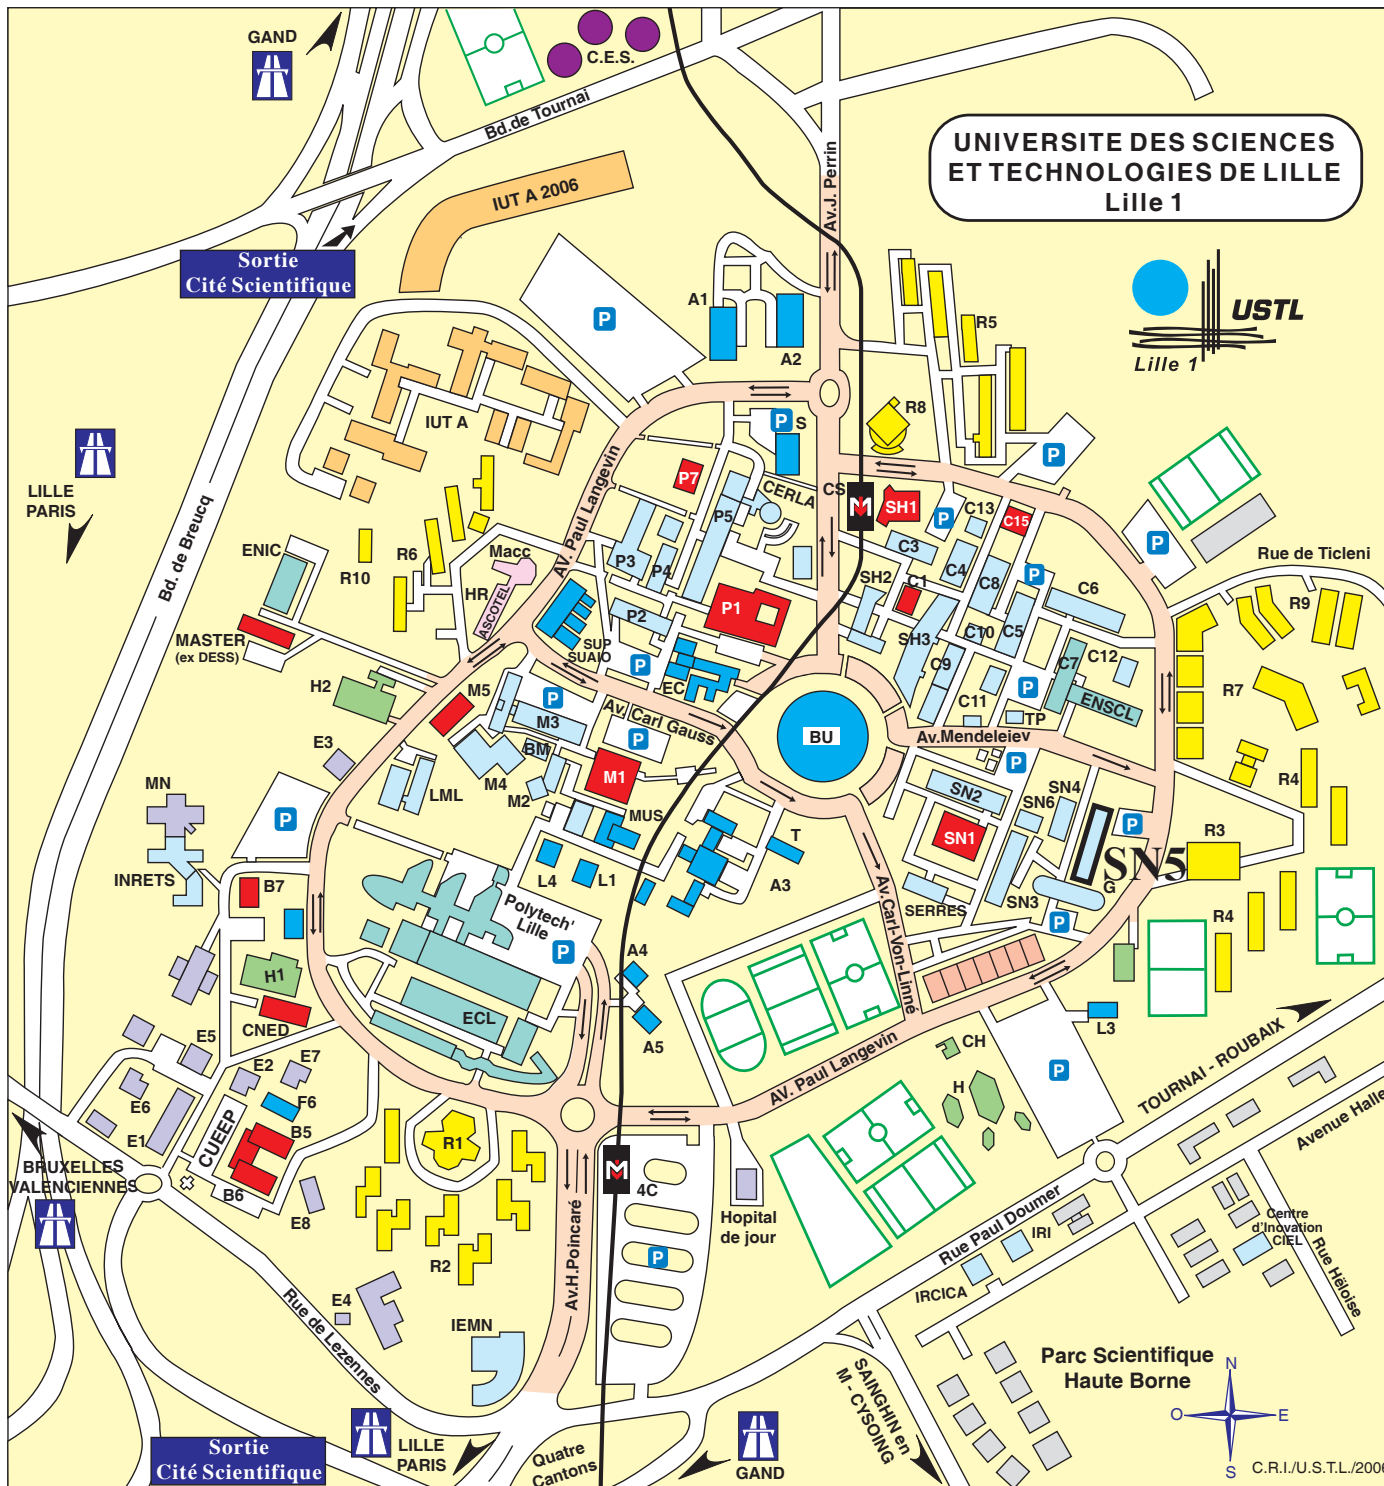 GAND
C.E.S.
Bd.de Tournai
Av.J. Perrin
UNIVERSITE DES SCIENCES
ET TECHNOLOGIES DE LILLE
Lille 1
IUT A 2006
Sortie
Cité Scientifique
USTL
Lille 1
A1
A2
P
R5
IUT A
P
S
R8
P
LILLE
PARIS
Bd. de Breucq
AV. Paul Langevin
P7
CERLA
CS
M
SH1
P
C13
C15
P
Rue de Ticleni
ENIC
R10
R6
Macc
HR
ASCOTEL
P5
P3
P4
P2
P1
C3
C4
SH2
C1
C8
P
C6
R9
MASTER
(ex DESS)
SUP
SUAIO
P
EC
SH3
C10
C5
C9
C7
C12
H2
M5
P
M3
Av. Carl Gauss
C11
P
TP
ENSCL
R7
E3
BM
P
BU
Av.Mendeleiev
MN
M4
M2
M1
P
SN2
SN4
R4
LML
MUS
SN6
P
P
T
SN1
R3
SN5
INRETS
B7
L4
L1
A3
SERRES
SN3
G
Polytech'
Lille
P
Av.Carl-Von-Linné
P
R4
H1
A4
CNED
ECL
A5
L3
E5
E7
E2
CH
P
TOURNAI - ROUBAIX
AV. Paul Langevin
E6
F6
H
E1
CUEEP
B5
R1
Avenue Halle
BRUXELLES
VALENCIENNES
B6
M
4C
E8
Hopital
de jour
Rue Paul Doumer
Centre
d'Inovation
CIEL
R2
P
IRI
Av.H.Poincaré
IRCICA
Rue Hëloise
Rue de Lezennes
E4
IEMN
Parc Scientifique
Haute Borne
SAINGHIN en
M - CYSOING
N
O
E
S
LILLE
PARIS
Sortie
Cité Scientifique
Quatre
Cantons
GAND
C.R.I./U.S.T.L./2006